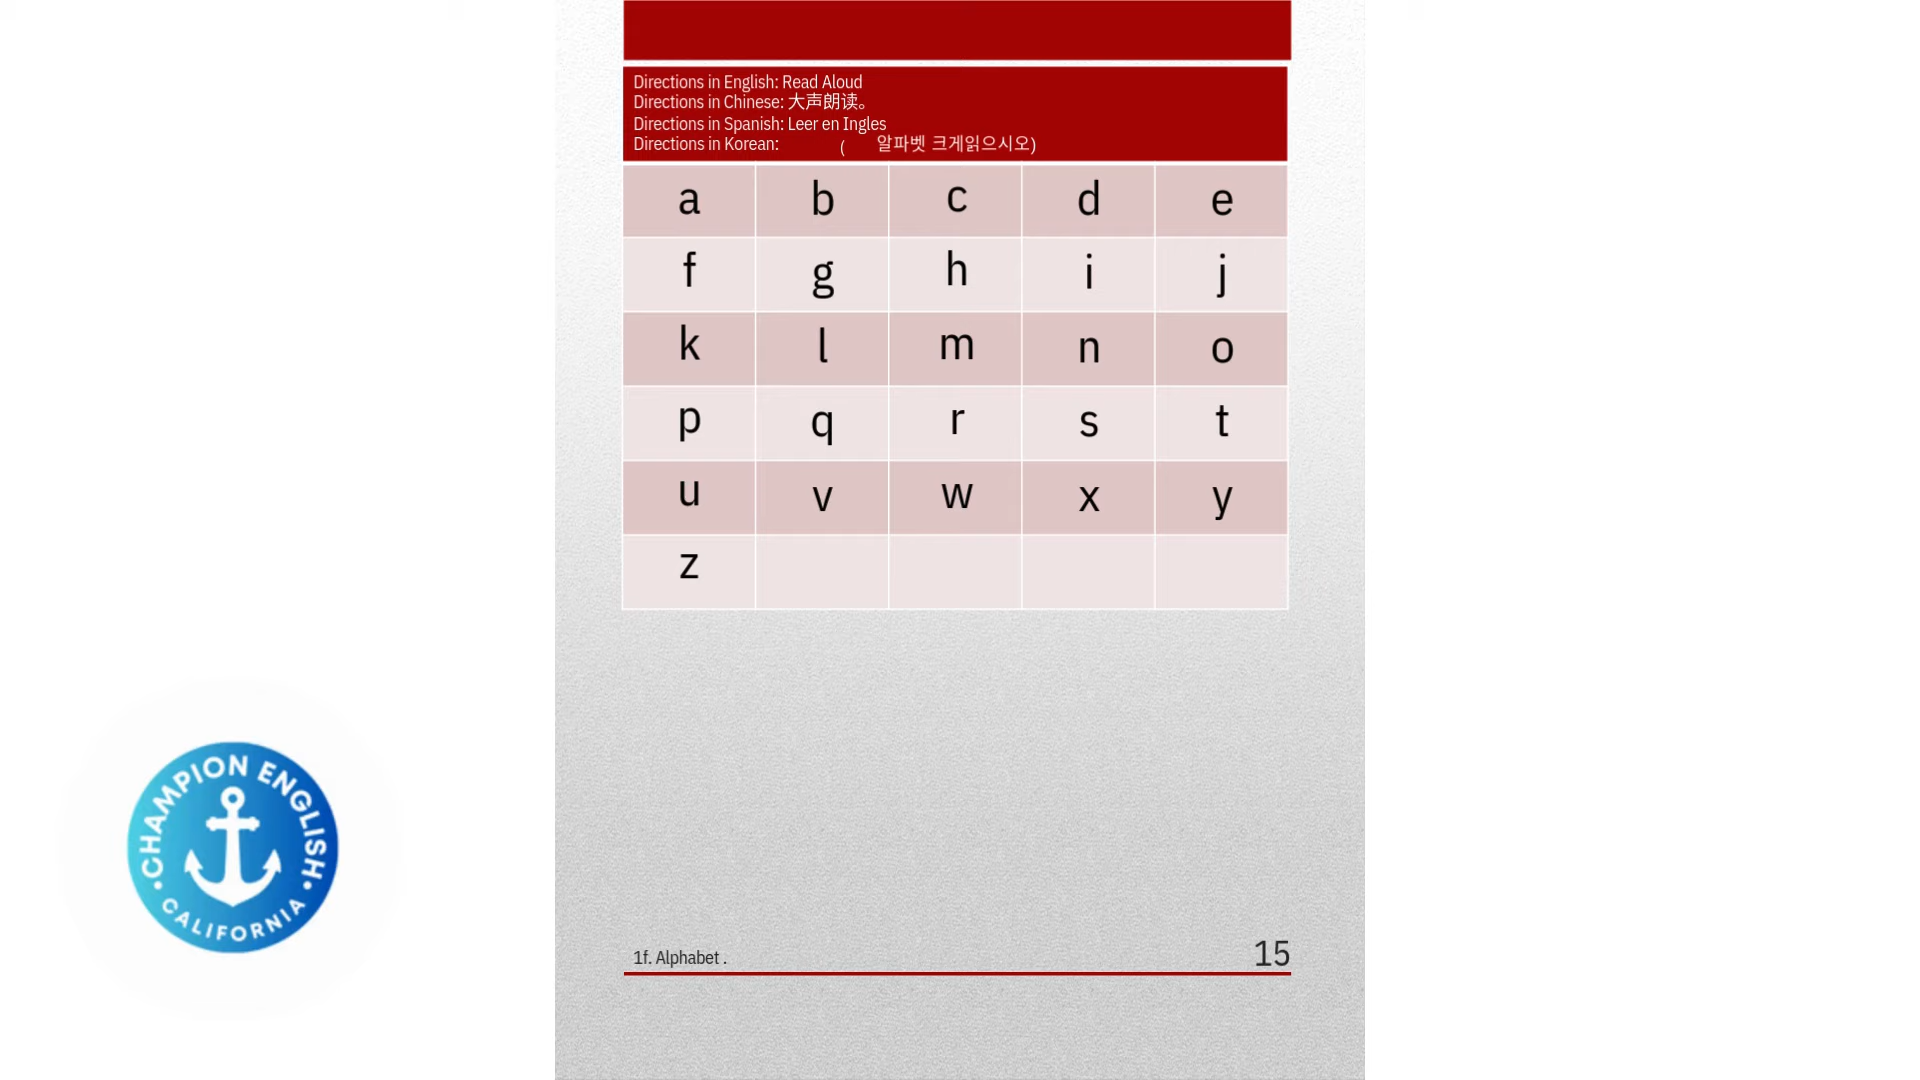 Directions in English: Read Aloud
Directions in Chinese: 大声朗读。
Directions in Spanish: Leer en Ingles
Directions in Korean: ( 알파벳 크게읽으시오)
a b c d e
f g h i j
k l m n o
p q r s t
u v w x y
z
CHAMPION ENGLISH
CALIFORNIA
1f. Alphabet .
15